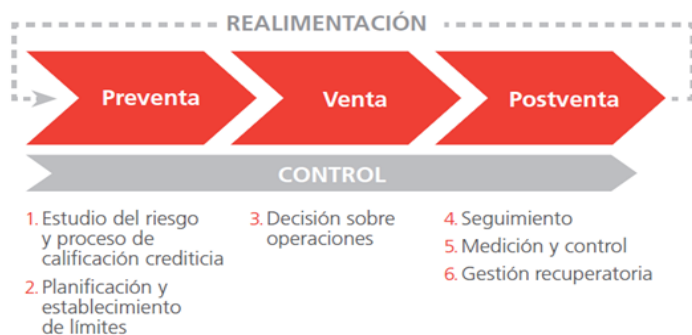 REALIMENTACIÓN
Preventa
Venta
Postventa
CONTROL
1. Estudio del riesgo
y proceso de
calificación crediticia
2. Planificación y
establecimiento
de límites
3. Decisión sobre
operaciones
4. Seguimiento
5. Medición y control
6. Gestión recuperatoria